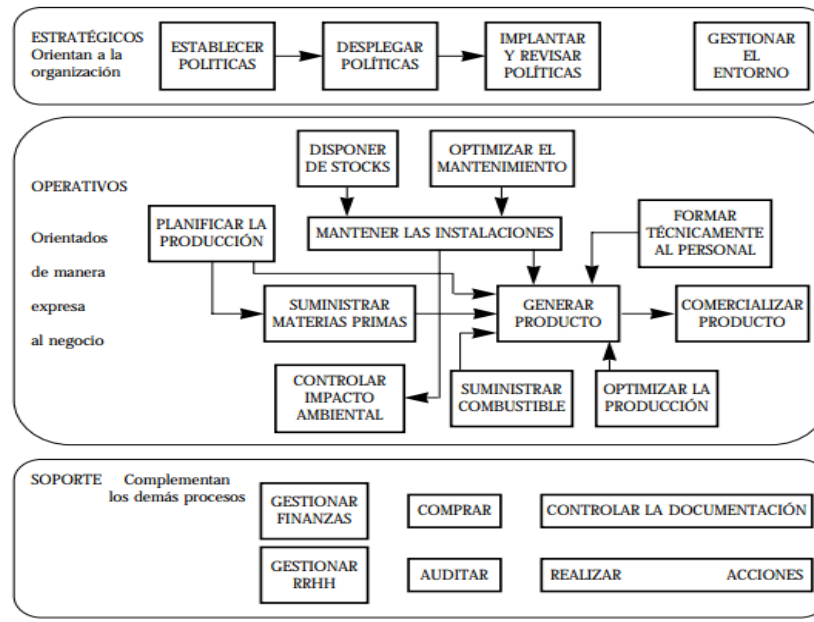 ESTRATÉGICOS
Orientan a la
organización
ESTABLECER
POLITICAS
DESPLEGAR
POLÍTICAS
IMPLANTAR
Y REVISAR
POLÍTICAS
GESTIONAR
EL
ENTORNO
OPERATIVOS
Orientados
de manera
expresa
al negocio
DISPONER
DE STOCKS
OPTIMIZAR EL
MANTENIMIENTO
PLANIFICAR LA
PRODUCCIÓN
MANTENER LAS INSTALACIONES
FORMAR
TÉCNICAMENTE
AL PERSONAL
SUMINISTRAR
MATERIAS PRIMAS
GENERAR
PRODUCTO
COMERCIALIZAR
PRODUCTO
CONTROLAR
IMPACTO
AMBIENTAL
SUMINISTRAR
COMBUSTIBLE
OPTIMIZAR LA
PRODUCCIÓN
SOPORTE Complementan
los demás procesos
GESTIONAR
FINANZAS
COMPRAR
CONTROLAR LA DOCUMENTACIÓN
GESTIONAR
RRHH
AUDITAR
REALIZAR ACCIONES